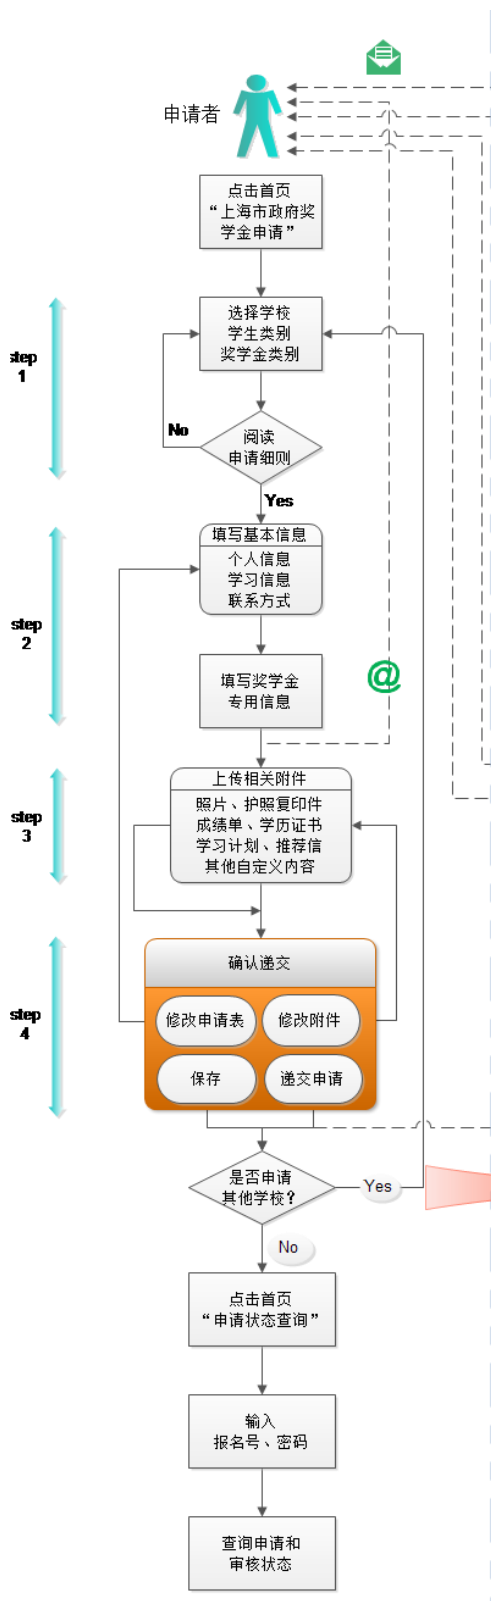 申请者
点击首页
“上海市政府奖
学金申请”
选择学校
学生类别
奖学金类别
step
1
No
阅读
申请细则
Yes
填写基本信息
个人信息
学习信息
联系方式
step
2
填写奖学金
专用信息
@
上传相关附件
照片、护照复印件
成绩单、学历证书
学习计划、推荐信
其他自定义内容
step
3
确认递交
修改申请表
修改附件
保存
递交申请
step
4
是否申请
其他学校?
Yes
No
点击首页
“申请状态查询”
输入
报名号、密码
查询申请和
审核状态